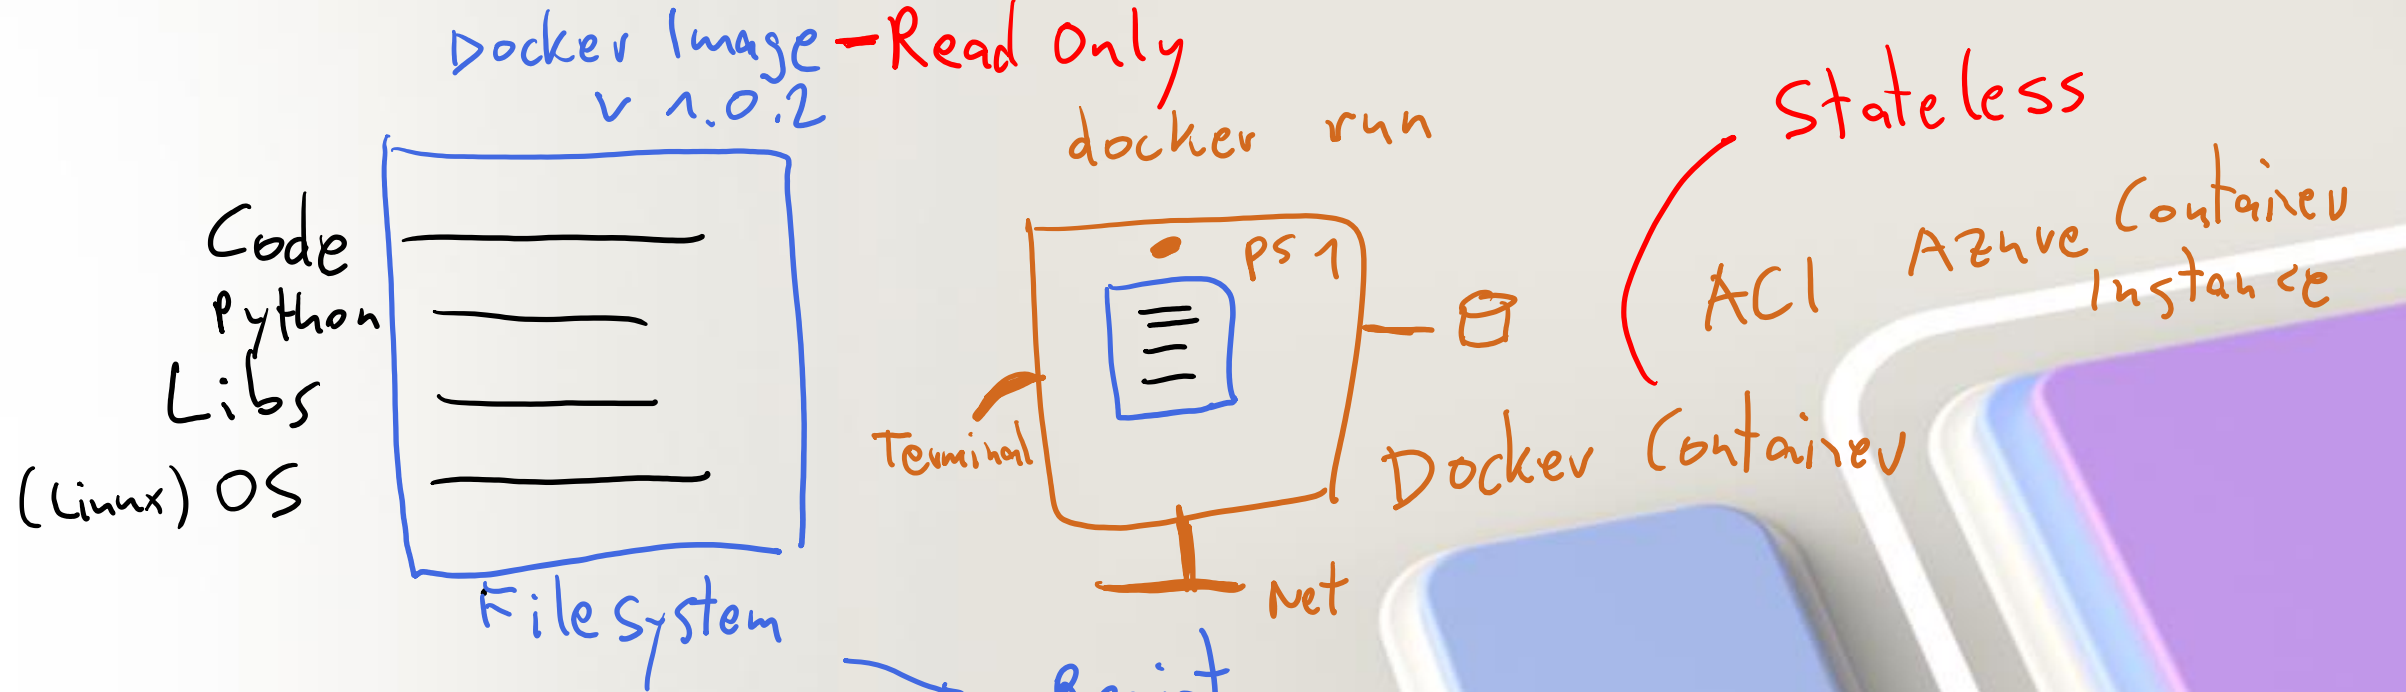 Docker Image - Read Only
v 1.0.2
docker run
Stateless
Code
Python
Libs
(Linux) OS
File system
PS 1
Terminal
Net
Docker Container
ACI Azure Container
Instance